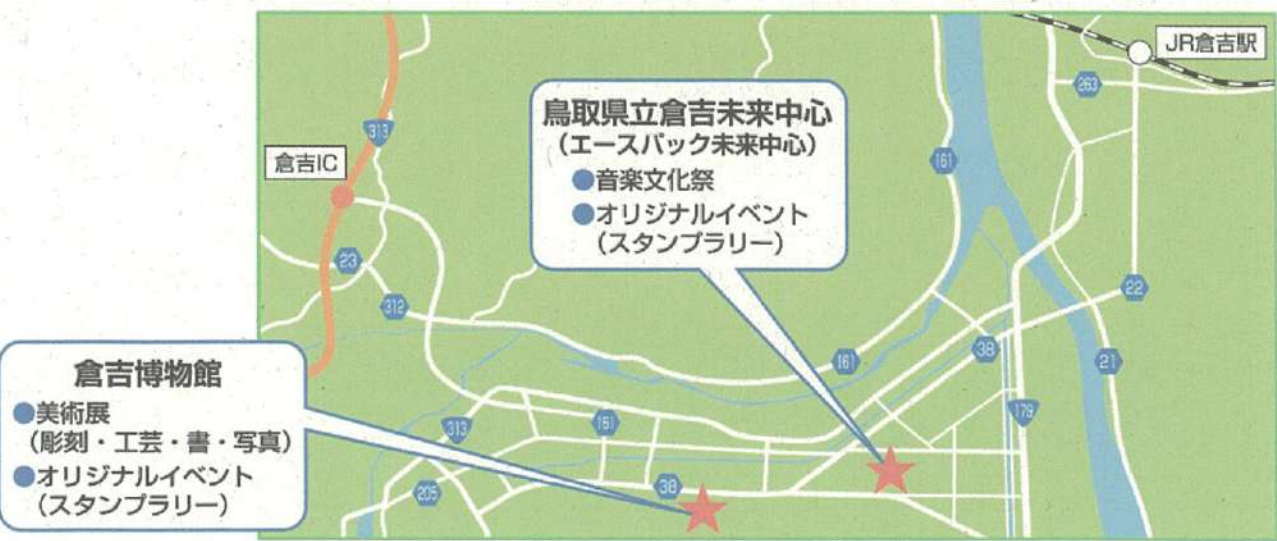 JR倉吉駅
263
鳥取県立倉吉未来中心
（エースパック未来中心）
●音楽文化祭
●オリジナルイベント
（スタンプラリー）
161
313
倉吉IC
23
312
22
38
161
21
倉吉博物館
●美術展
（彫刻・工芸・書・写真）
●オリジナルイベント
（スタンプラリー）
313
161
179
205
38